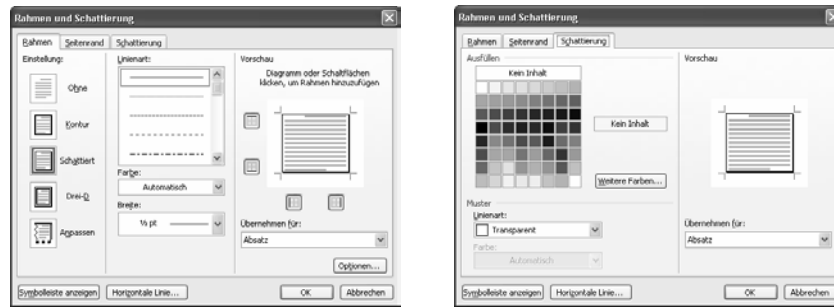 Rahmen und Schattierung
Rahmen Seitenrand Schattierung
Einstellung:
Ohne
Kontur
Schattiert
Drei-D
Anpassen
Linienart:
Farbe:
Automatisch
Breite:
½ pt
Vorschau
Diagramm oder Schaltflächen
klicken, um Rahmen hinzuzufügen
Übernehmen für:
Absatz
Optionen...
Symbolleiste anzeigen Horizontale Linie... OK Abbrechen
Rahmen und Schattierung
Rahmen Seitenrand Schattierung
Ausfüllen
Kein Inhalt
Kein Inhalt
Weitere Farben...
Muster
Linienart:
Transparent
Farbe:
Automatisch
Vorschau
Übernehmen für:
Absatz
Symbolleiste anzeigen Horizontale Linie... OK Abbrechen